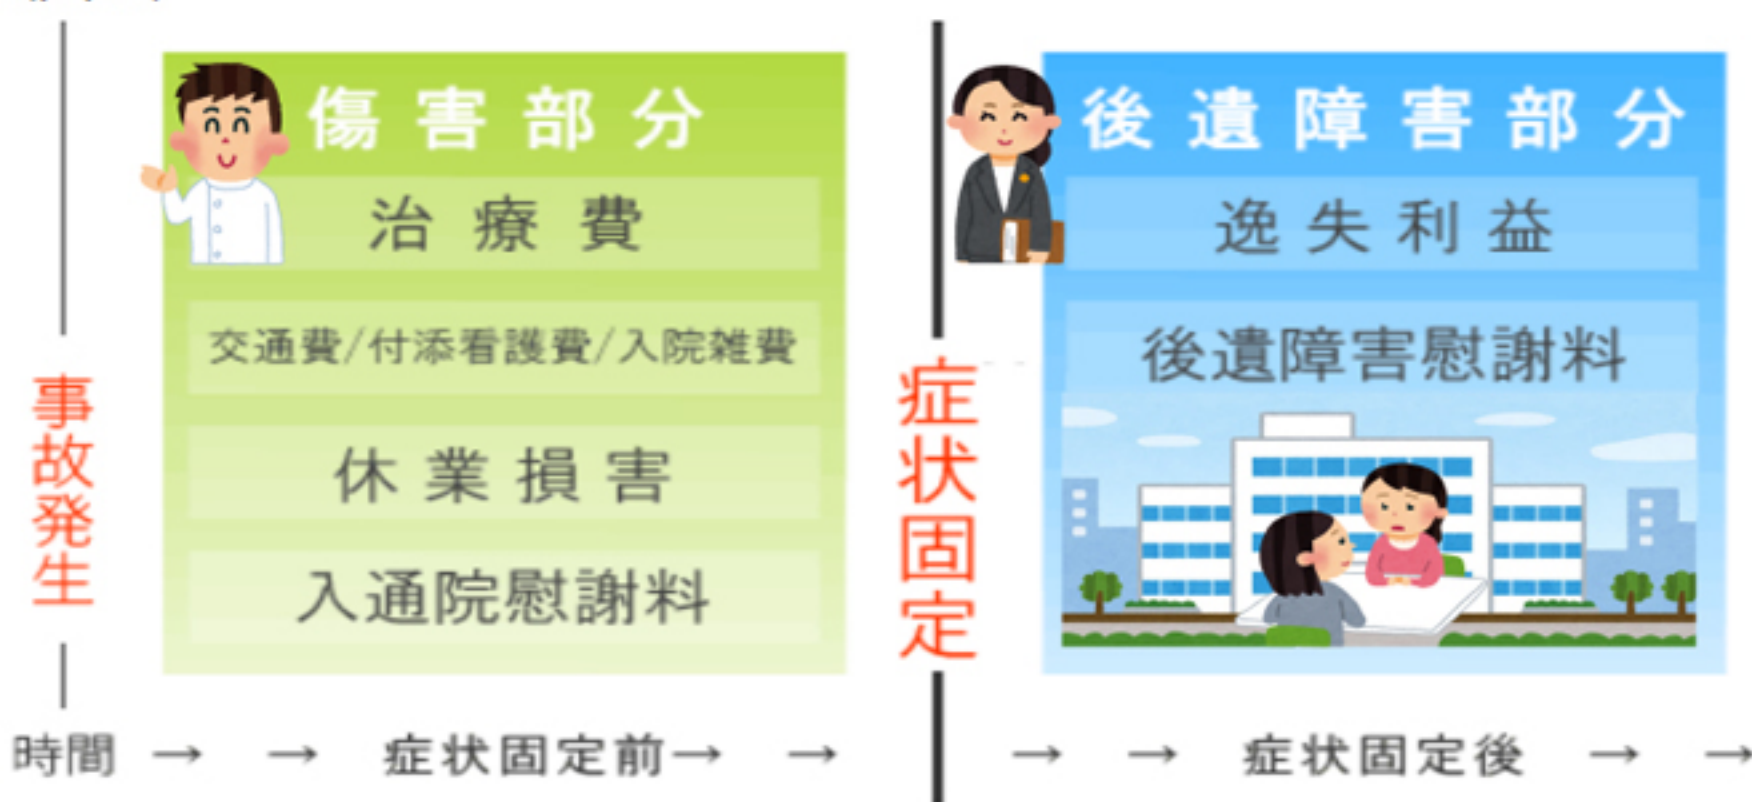 事故発生
傷害部分
治療費
交通費/付添看護費/入院雑費
休業損害
入通院慰謝料
症状固定
後遺障害部分
逸失利益
後遺障害慰謝料
時間 → → 症状固定前→ → → → 症状固定後 → →